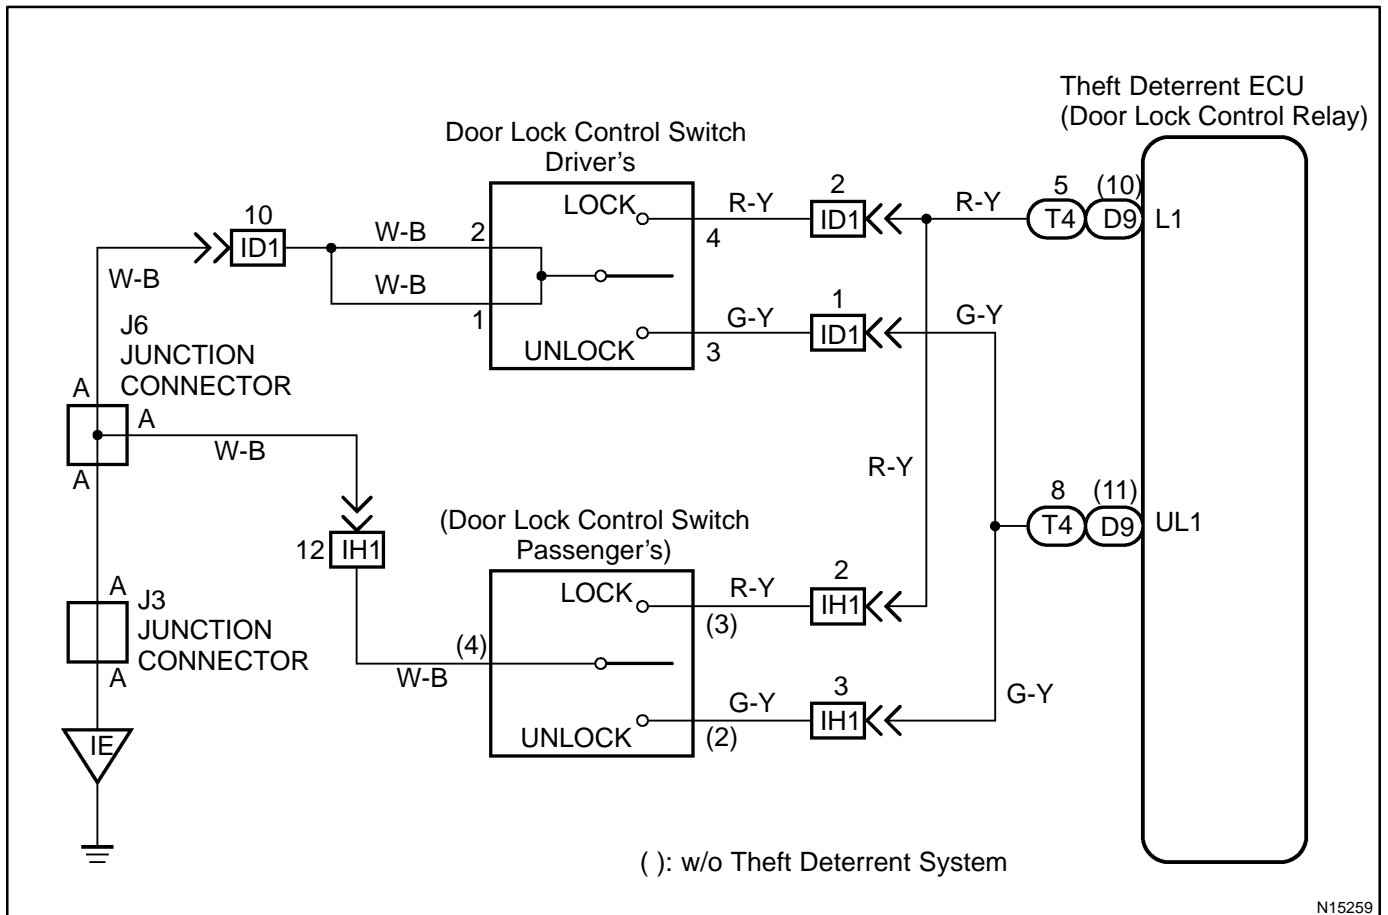 Theft Deterrent ECU
(Door Lock Control Relay)
Door Lock Control Switch
Driver's
LOCK
R-Y
4
2
ID1
R-Y
5
(10)
T4
D9
L1
10
ID1
W-B
2
W-B
1
W-B
UNLOCK
G-Y
3
1
ID1
G-Y
J6
JUNCTION
CONNECTOR
A
A
A
W-B
R-Y
8
(11)
T4
D9
UL1
12
IH1
(Door Lock Control Switch
Passenger's)
LOCK
R-Y
(3)
2
IH1
(4)
W-B
UNLOCK
G-Y
(2)
3
IH1
G-Y
A
J3
JUNCTION
CONNECTOR
A
IE
( ): w/o Theft Deterrent System
N15259